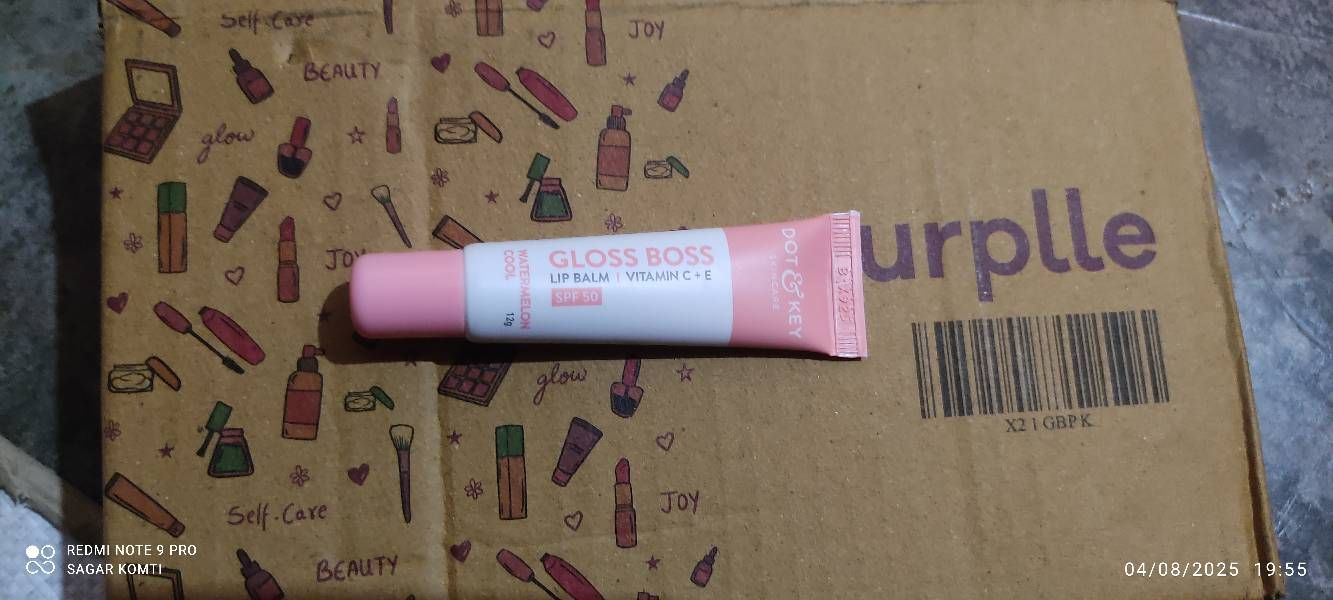 Self-Care
JOY
BEAUTY
glow
JOY
GLOSS BOSS
LIP BALM | VITAMIN C + E
SPF 50
WATERMELON
COOL
12g
DOT & KEY
SKINCARE
urplle
X2 1 GBPK
glow
Self-Care
JOY
BEAUTY
REDMI NOTE 9 PRO
SAGAR KOMTI
04/08/2025 19:55